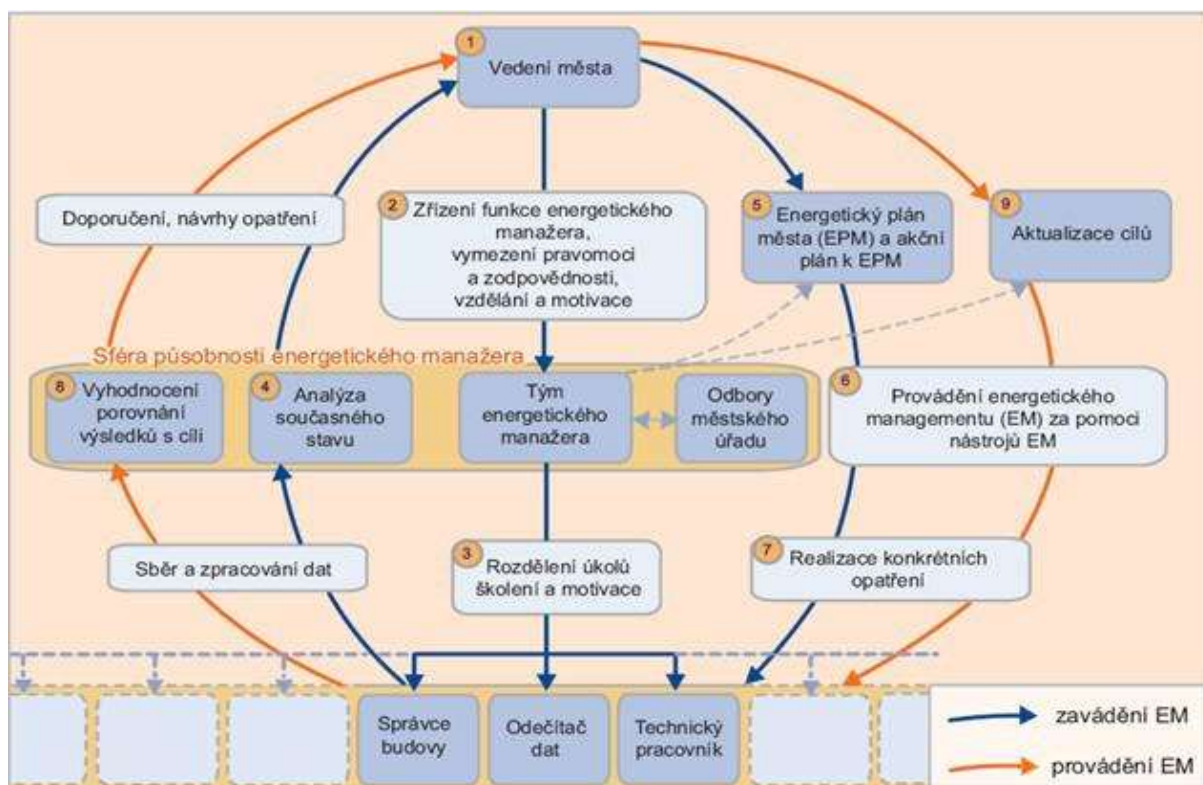 1
Vedení města
Doporučení, návrhy opatření
2
Zřízení funkce energetického
manažera,
vymezení pravomoci
a zodpovědnosti,
vzdělání a motivace
5
Energetický plán
města (EPM) a akční
plán k EPM
9
Aktualizace cílů
Sféra působnosti energetického manažera
8
Vyhodnocení
porovnání
výsledků s cíli
4
Analýza
současného
stavu
Tým
energetického
manažera
Odbory
městského
úřadu
6
Provádění energetického
managementu (EM) za pomoci
nástrojů EM
Sběr a zpracování dat
3
Rozdělení úkolů
školení a motivace
7
Realizace konkrétních
opatření
Správce
budovy
Odečítač
dat
Technický
pracovník
zavádění EM
provádění EM